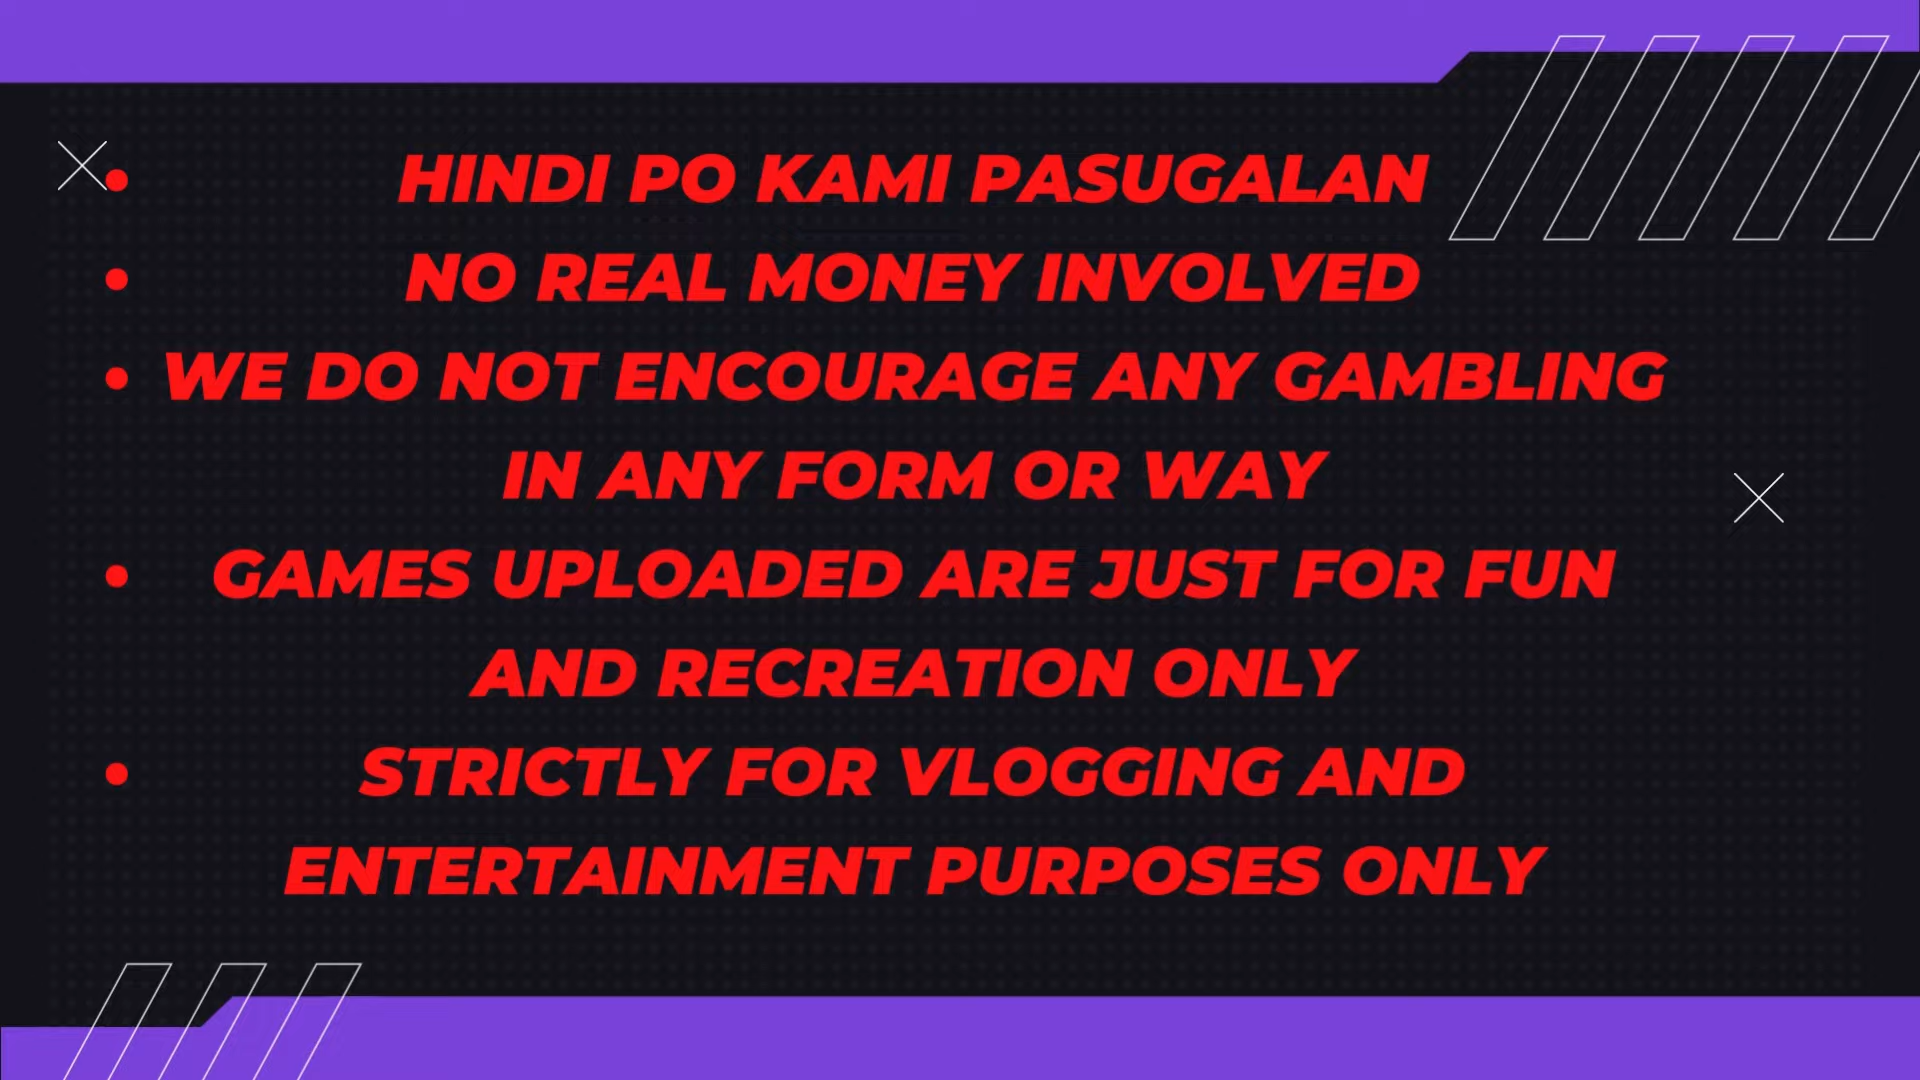 HINDI PO KAMI PASUGALAN
NO REAL MONEY INVOLVED
WE DO NOT ENCOURAGE ANY GAMBLING
IN ANY FORM OR WAY
GAMES UPLOADED ARE JUST FOR FUN
AND RECREATION ONLY
STRICTLY FOR VLOGGING AND
ENTERTAINMENT PURPOSES ONLY